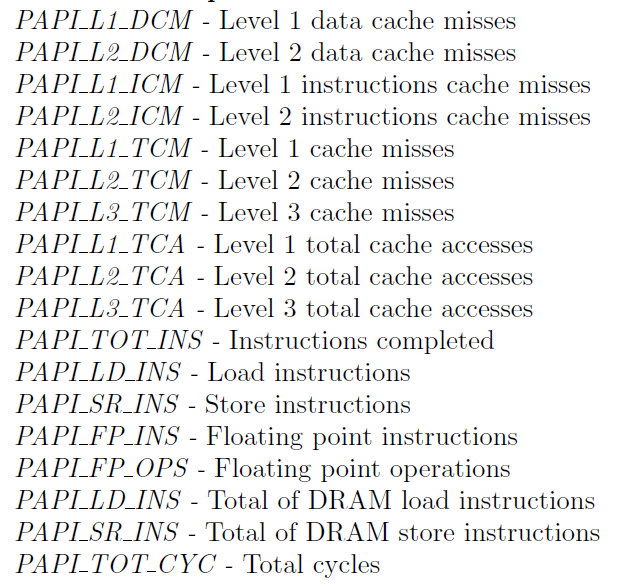 PAPI_L1_DCM - Level 1 data cache misses
PAPI_L2_DCM - Level 2 data cache misses
PAPI_L1_ICM - Level 1 instructions cache misses
PAPI_L2_ICM - Level 2 instructions cache misses
PAPI_L1_TCM - Level 1 cache misses
PAPI_L2_TCM - Level 2 cache misses
PAPI_L3_TCM - Level 3 cache misses
PAPI_L1_TCA - Level 1 total cache accesses
PAPI_L2_TCA - Level 2 total cache accesses
PAPI_L3_TCA - Level 3 total cache accesses
PAPI_TOT_INS - Instructions completed
PAPI_LD_INS - Load instructions
PAPI_SR_INS - Store instructions
PAPI_FP_INS - Floating point instructions
PAPI_FP_OPS - Floating point operations
PAPI_LD_INS - Total of DRAM load instructions
PAPI_SR_INS - Total of DRAM store instructions
PAPI_TOT_CYC - Total cycles